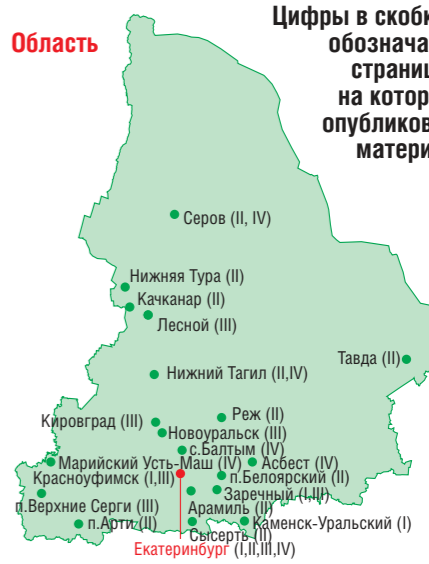 Область
Цифры в скобк
обозначa
страниц
на котор
опубликов
матери
Серов (II, IV)
Нижняя Тура (II)
Качканар (II)
Лесной (III)
Тавда (II)
Нижний Тагил (II,IV)
Реж (II)
Кировград (III)
Новоуральск (III)
с.Балтым (IV)
Марийский Усть-Маш (IV)
Асбест (IV)
Красноуфимск (I,III)
п.Белоярский (II)
Заречный (I,III)
п.Верхние Серги (III)
Арамиль (II)
п.Арти (II)
Каменск-Уральский (I)
Сысерть (II)
Екатеринбург (I,II,III,IV)